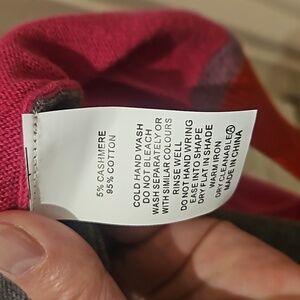 5% CASHMERE
95% COTTON
COLD HAND WASH
DO NOT BLEACH
WASH SEPARATELY OR
WITH SIMILAR COLOURS
RINSE WELL
DO NOT HAND WRING
EASE INTO SHAPE
DRY FLAT IN SHADE
WARM IRON
DRY CLEANABLE Ⓐ
MADE IN CHINA